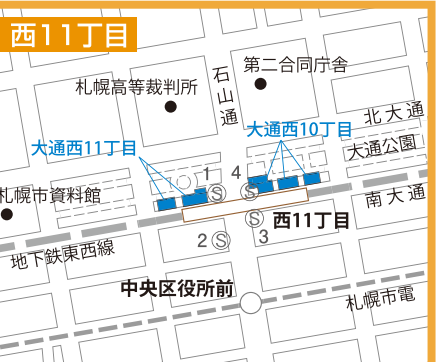 西11丁目
石山通
第二合同庁舎
札幌高等裁判所
北大通
大通西10丁目
大通西11丁目
大通公園
1
4
札幌市資料館
S
S
南大通
S
西11丁目
2
S
3
地下鉄東西線
中央区役所前
札幌市電